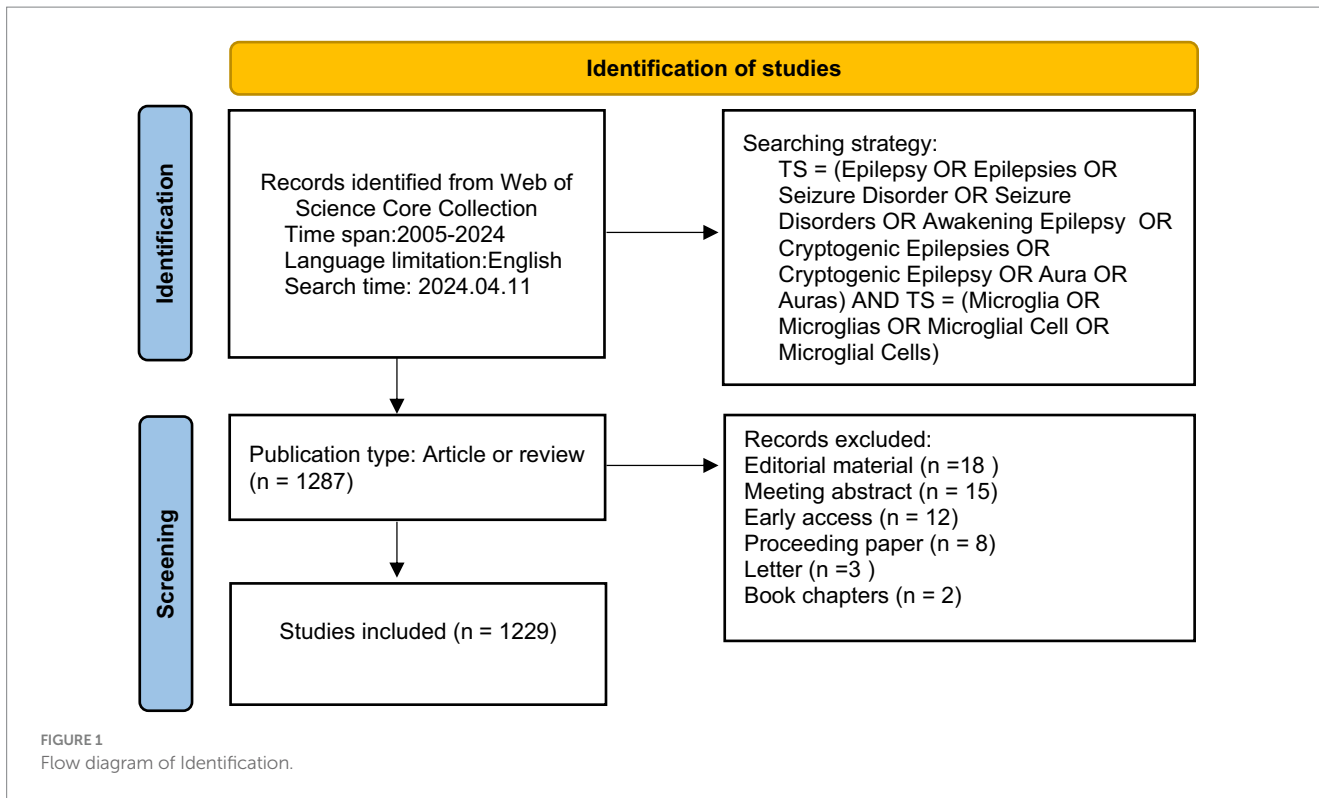 Identification of studies
Identification
Records identified from Web of
Science Core Collection
Time span:2005-2024
Language limitation:English
Search time: 2024.04.11
Searching strategy:
TS = (Epilepsy OR Epilepsies OR
Seizure Disorder OR Seizure
Disorders OR Awakening Epilepsy OR
Cryptogenic Epilepsies OR
Cryptogenic Epilepsy OR Aura OR
Auras) AND TS = (Microglia OR
Microglias OR Microglial Cell OR
Microglial Cells)
Screening
Publication type: Article or review
(n = 1287)
Records excluded:
Editorial material (n =18 )
Meeting abstract (n = 15)
Early access (n = 12)
Proceeding paper (n = 8)
Letter (n =3 )
Book chapters (n = 2)
Studies included (n = 1229)
FIGURE 1
Flow diagram of Identification.